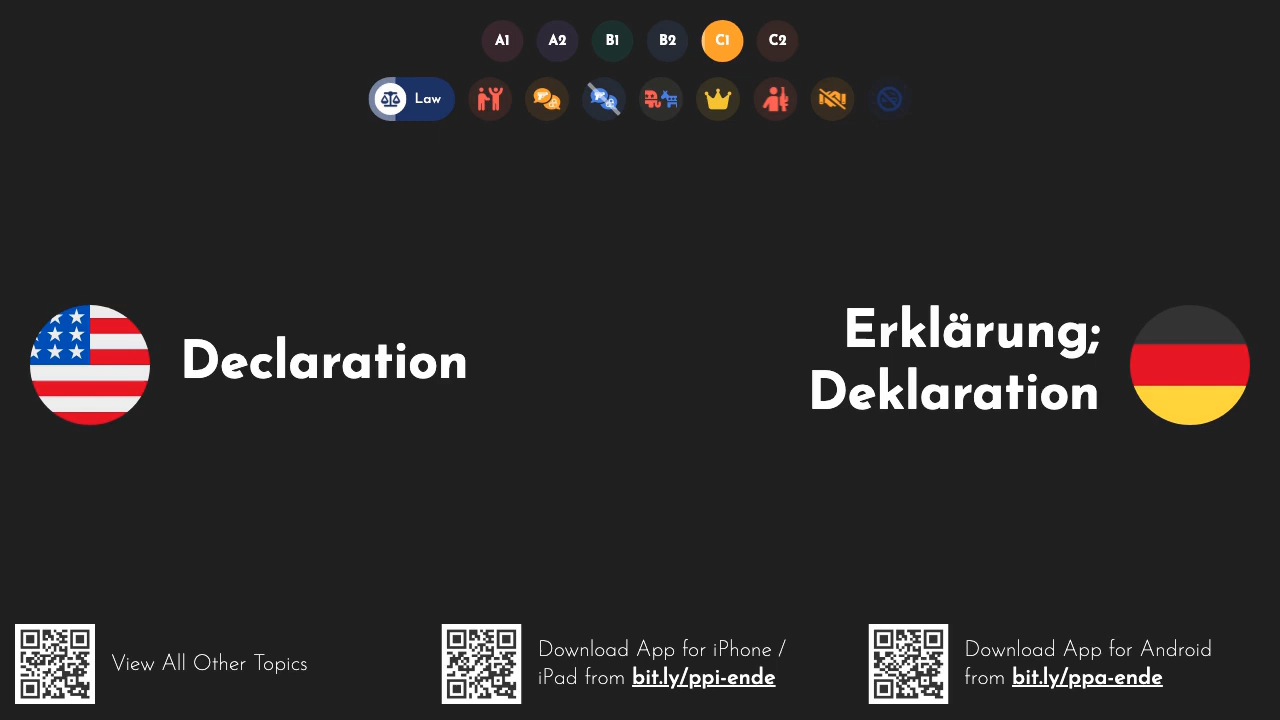 A1 A2 B1 B2 C1 C2
Law
Declaration
Erklärung;
Deklaration
View All Other Topics
Download App for iPhone /
iPad from bit.ly/ppi-ende
Download App for Android
from bit.ly/ppa-ende